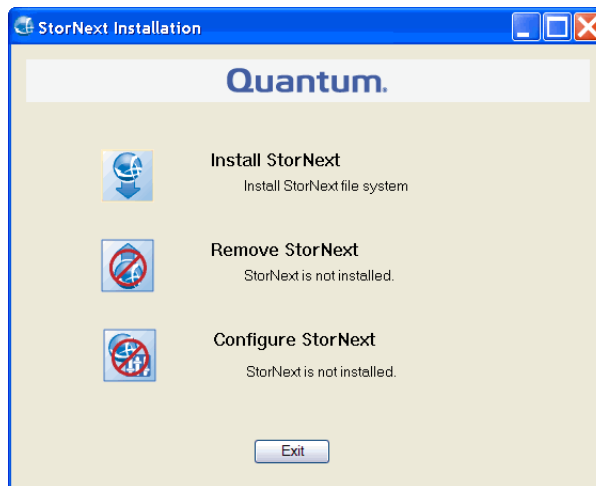 StorNext Installation
Quantum.
Install StorNext
Install StorNext file system
Remove StorNext
StorNext is not installed.
Configure StorNext
StorNext is not installed.
Exit